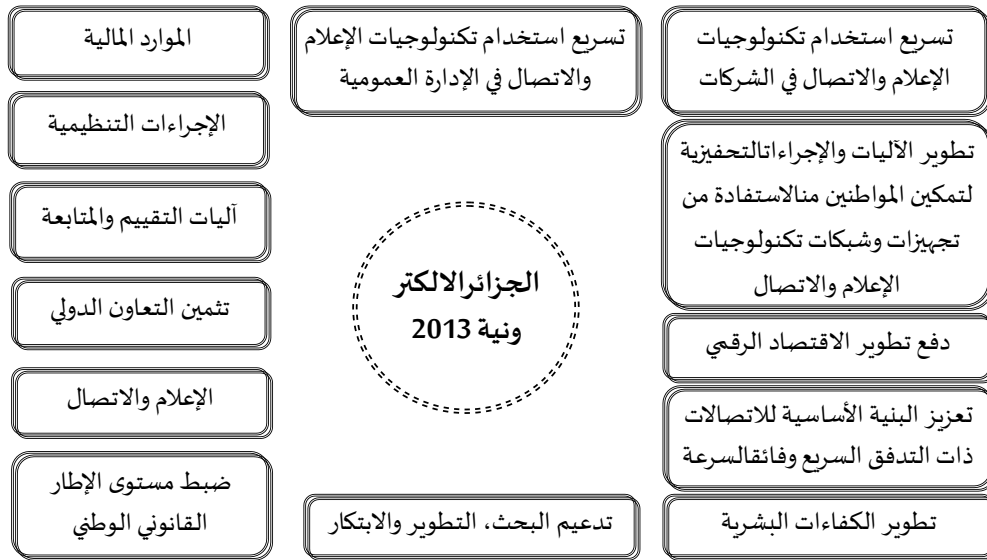 تسريع استخدام تكنولوجيات
الإعلام والاتصال في الشركات
تسريع استخدام تكنولوجيات الإعلام
والاتصال في الإدارة العمومية
الموارد المالية
تطوير الآليات والإجراءاتالتحفيزية
لتمكين المواطنين منالاستفادة من
تجهيزات وشبكات تكنولوجيات
الإعلام والاتصال
الإجراءات التنظيمية
آليات التقييم والمتابعة
الجزائرالالكتر
ونية 2013
تثمين التعاون الدولي
دفع تطوير الاقتصاد الرقمي
الإعلام والاتصال
تعزيز البنية الأساسية للاتصالات
ذات التدفق السريع وفائقالسرعة
ضبط مستوى الإطار
القانوني الوطني
تطوير الكفاءات البشرية
تدعيم البحث، التطوير والابتكار